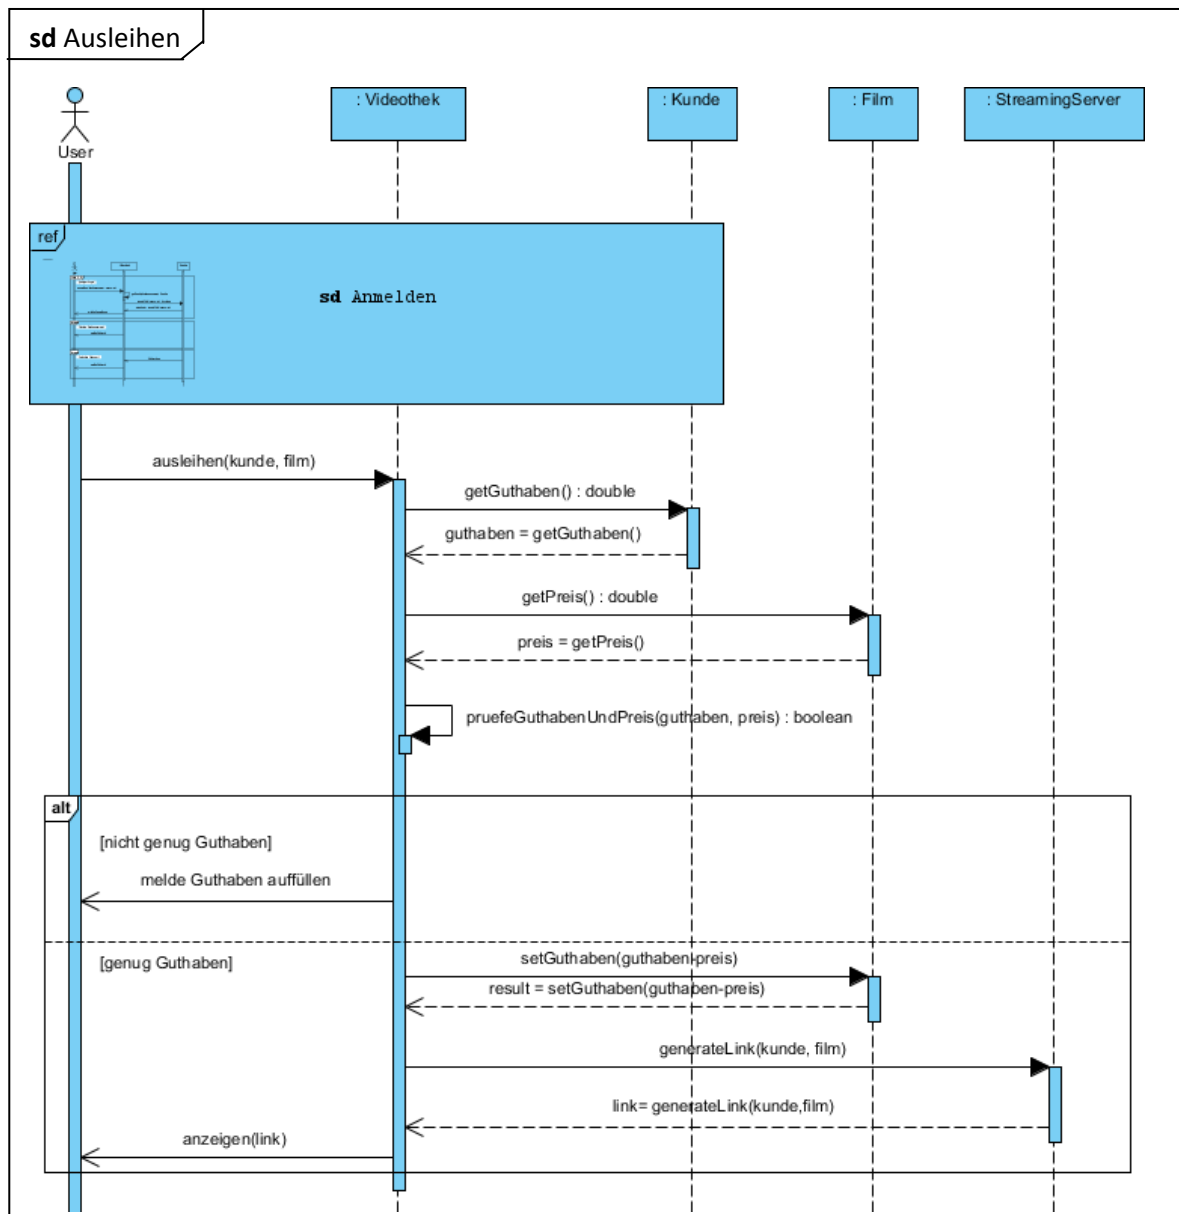 sd Ausleihen
: Videothek
: Kunde
: Film
: StreamingServer
User
ref
sd Anmelden
ausleihen(kunde, film)
getGuthaben() : double
guthaben = getGuthaben()
getPreis() : double
preis = getPreis()
pruefeGuthabenUndPreis(guthaben, preis) : boolean
alt
[nicht genug Guthaben]
melde Guthaben auffüllen
[genug Guthaben]
setGuthaben(guthaben-preis)
result = setGuthaben(guthaben-preis)
generateLink(kunde, film)
link= generateLink(kunde,film)
anzeigen(link)